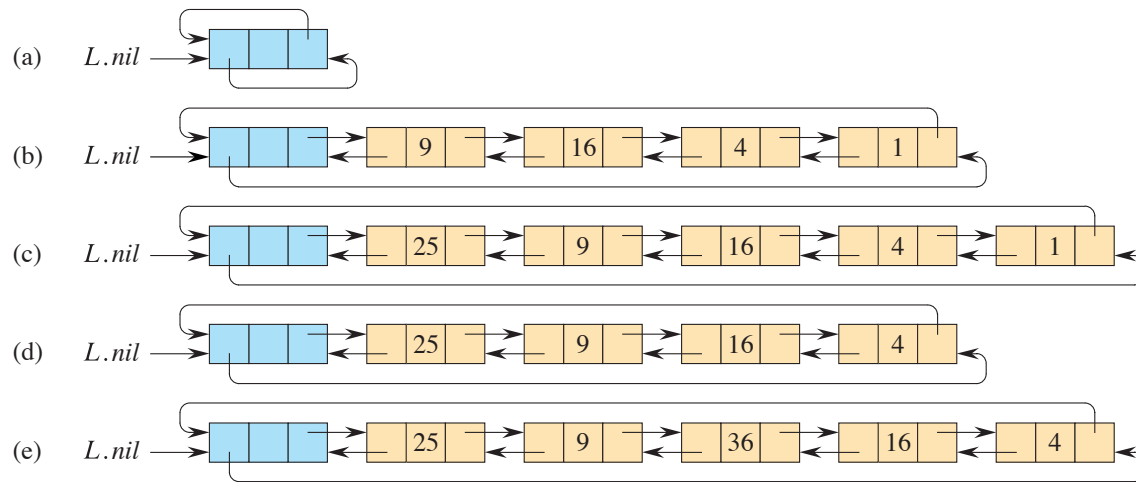 (a) L.nil
(b) L.nil 9 16 4 1
(c) L.nil 25 9 16 4 1
(d) L.nil 25 9 16 4
(e) L.nil 25 9 36 16 4